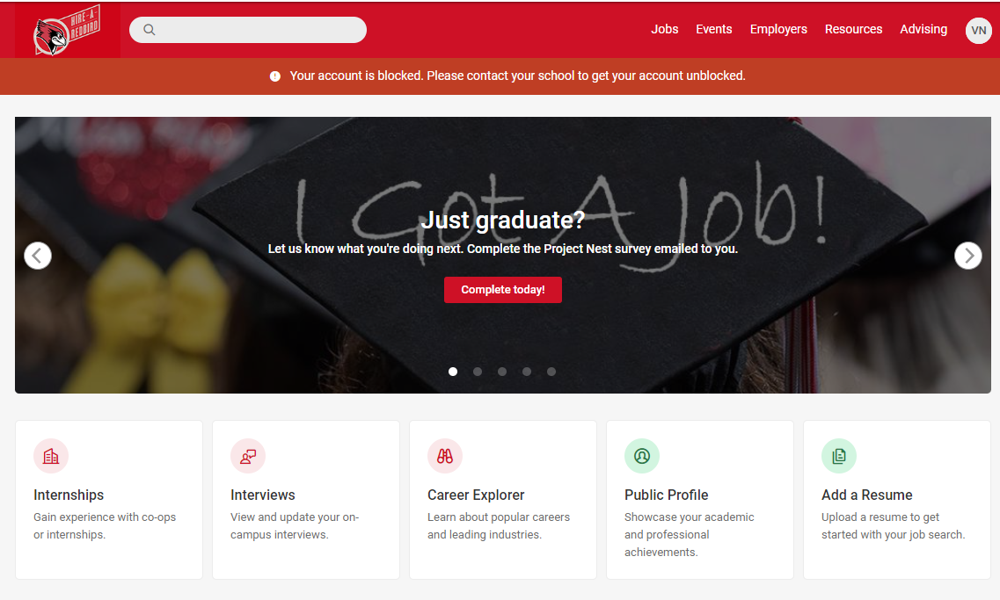 HIRE-A-
REDBIRD
Jobs
Events
Employers
Resources
Advising
VN
Your account is blocked. Please contact your school to get your account unblocked.
I Got A Job!
Just graduate?
Let us know what you're doing next. Complete the Project Nest survey emailed to you.
Complete today!
Internships
Gain experience with co-ops
or internships.
Interviews
View and update your on-
campus interviews.
Career Explorer
Learn about popular careers
and leading industries.
Public Profile
Showcase your academic
and professional
achievements.
Add a Resume
Upload a resume to get
started with your job search.